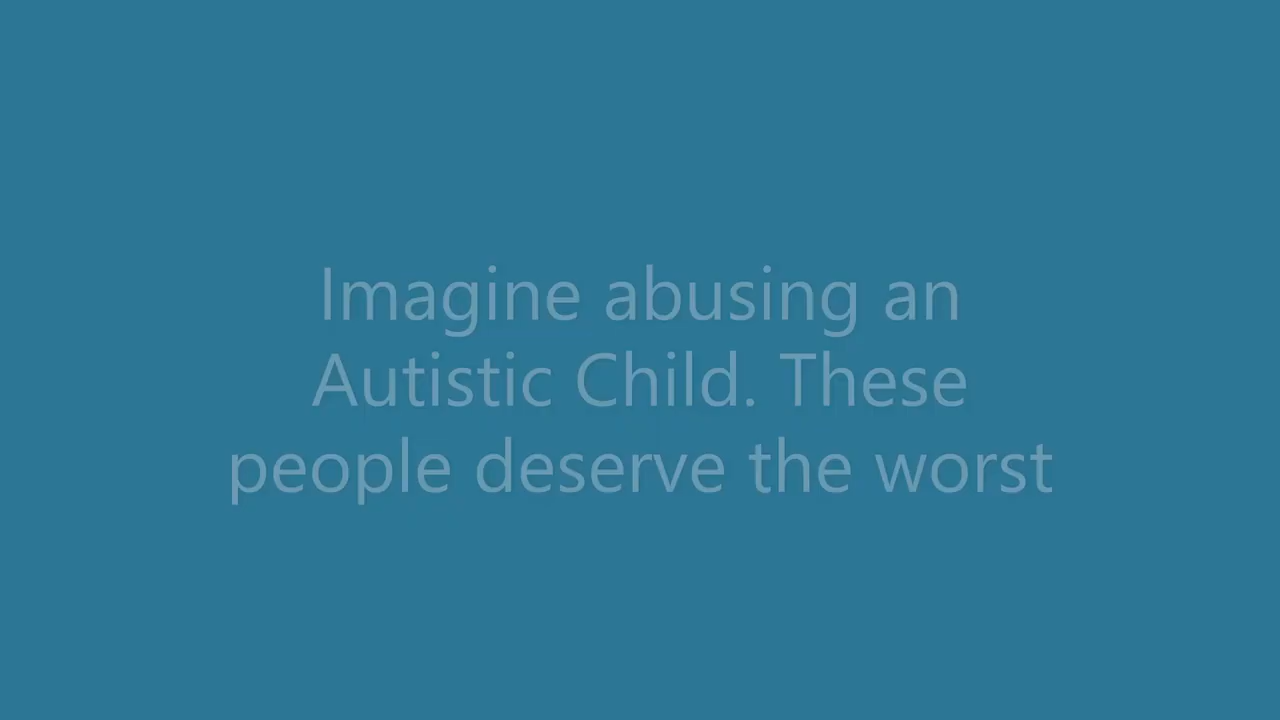 Imagine abusing an
Autistic Child. These
people deserve the worst